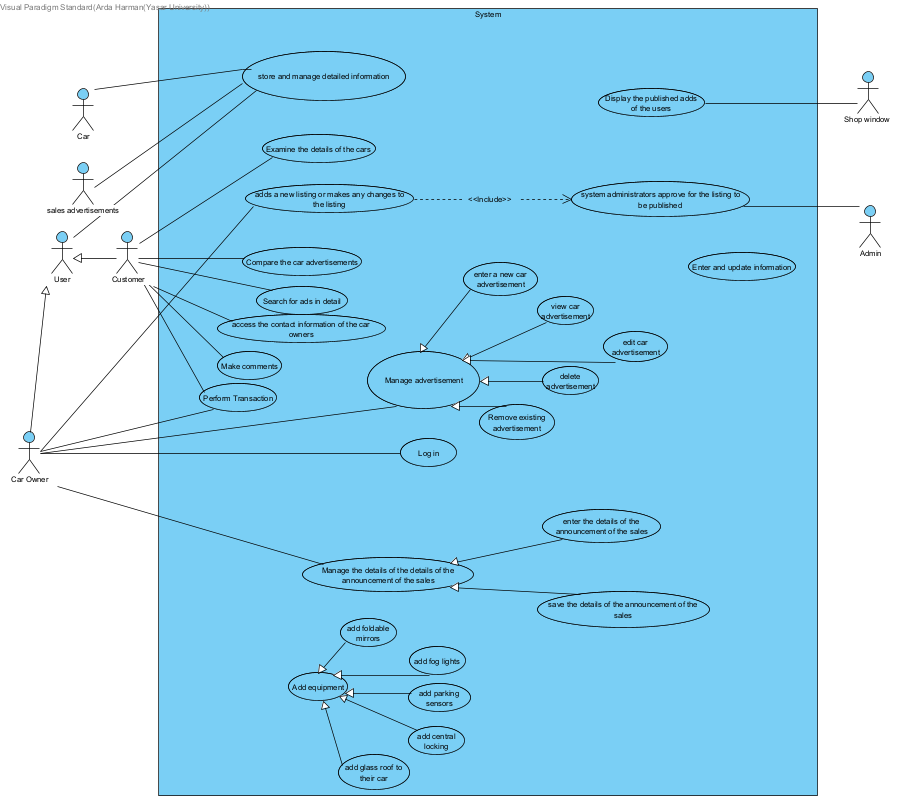 Visual Paradigm Standard(Arda Harman(Yasar University))
System
store and manage detailed information
Display the published adds
of the users
Car
Shop window
Examine the details of the cars
sales advertisements
adds a new listing or makes any changes to
the listing
<<Include>>
system administrators approve for the listing to
be published
User
Customer
Admin
Compare the car advertisements
Enter and update information
enter a new car
advertisement
Search for ads in detail
view car
advertisement
access the contact information of the car
owners
edit car
advertisement
Make comments
Manage advertisement
delete
advertisement
Perform Transaction
Remove existing
advertisement
Log in
Car Owner
enter the details of the
announcement of the sales
Manage the details of the details of the
announcement of the sales
save the details of the announcement of the
sales
add foldable
mirrors
add fog lights
Add equipment
add parking
sensors
add central
locking
add glass roof to
their car